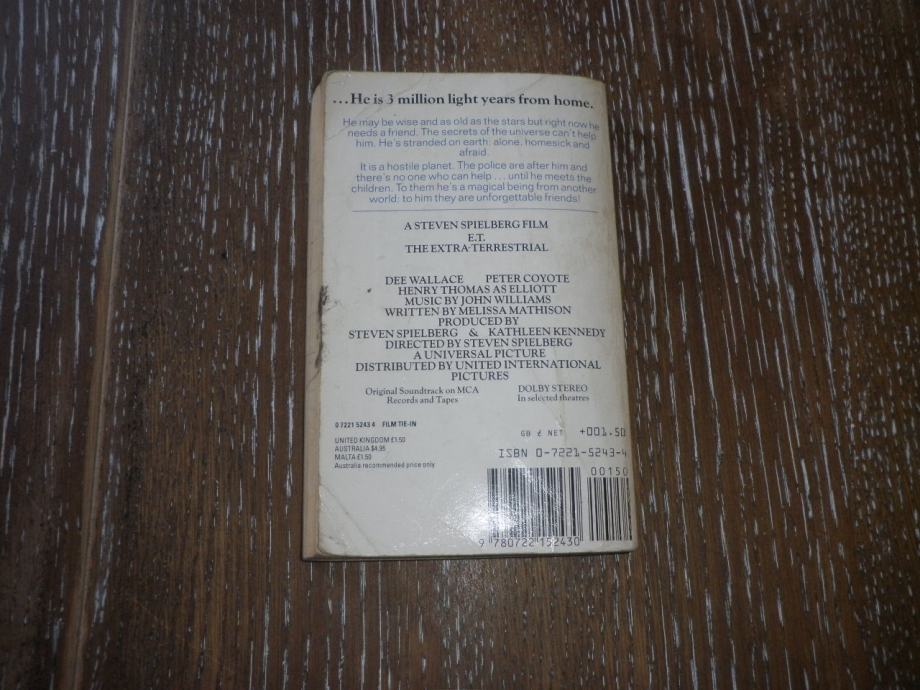 ...He is 3 million light years from home.
He may be wise and as old as the stars but right now he
needs a friend. The secrets of the universe can't help
him. He's stranded on earth: alone, homesick and
afraid.
It is a hostile planet. The police are after him and
there's no one who can help ... until he meets the
children. To them he's a magical being from another
world: to him they are unforgettable friends!
A STEVEN SPIELBERG FILM
E.T.
THE EXTRA-TERRESTRIAL
DEE WALLACE PETER COYOTE
HENRY THOMAS AS ELLIOTT
MUSIC BY JOHN WILLIAMS
WRITTEN BY MELISSA MATHISON
PRODUCED BY
STEVEN SPIELBERG & KATHLEEN KENNEDY
DIRECTED BY STEVEN SPIELBERG
A UNIVERSAL PICTURE
DISTRIBUTED BY UNITED INTERNATIONAL
PICTURES
Original Soundtrack on MCA
Records and Tapes
DOLBY STEREO
In selected theatres
0 7221 5243 4 FILM TIE-IN
UNITED KINGDOM £1.50
AUSTRALIA $4.95
MALTA £1.50
Australia recommended price only
GB £ NET +001.50
ISBN 0-7221-5243-4
00150
9 780722 152430